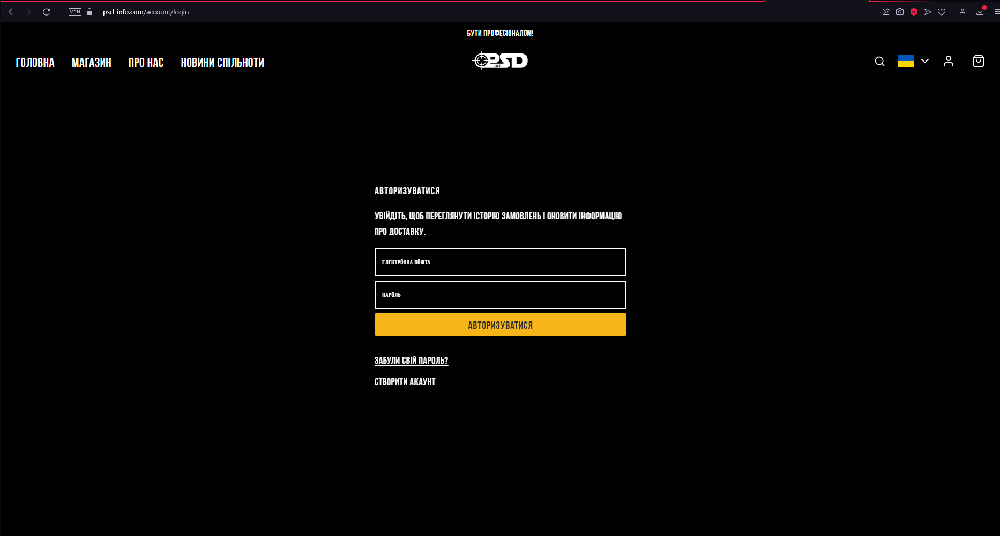 VPN
psd-info.com/account/login
БУТИ ПРОФЕСІОНАЛОМ!
ГОЛОВНА МАГАЗИН ПРО НАС НОВИНИ СПІЛЬНОТИ
PSD
.INFO
АВТОРИЗУВАТИСЯ
УВІЙДІТЬ, ЩОБ ПЕРЕГЛЯНУТИ ІСТОРІЮ ЗАМОВЛЕНЬ І ОНОВИТИ ІНФОРМАЦІЮ
ПРО ДОСТАВКУ.
ЕЛЕКТРОННА ПОШТА
ПАРОЛЬ
АВТОРИЗУВАТИСЯ
ЗАБУЛИ СВІЙ ПАРОЛЬ?
СТВОРИТИ АКАУНТ